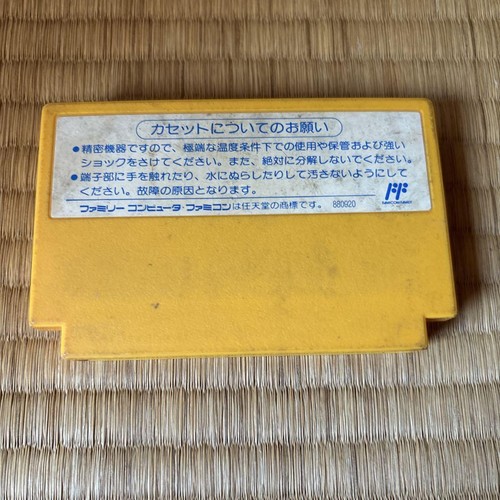 カセットについてのお願い
●精密機器ですので、極端な温度条件下での使用や保管および強い
ショックをさけてください。また、絶対に分解しないでください。
●端子部に手を触れたり、水にぬらしたりして汚さないようにして
ください。故障の原因となります。
ファミリー コンピュータ・ファミコンは任天堂の商標です。 880920